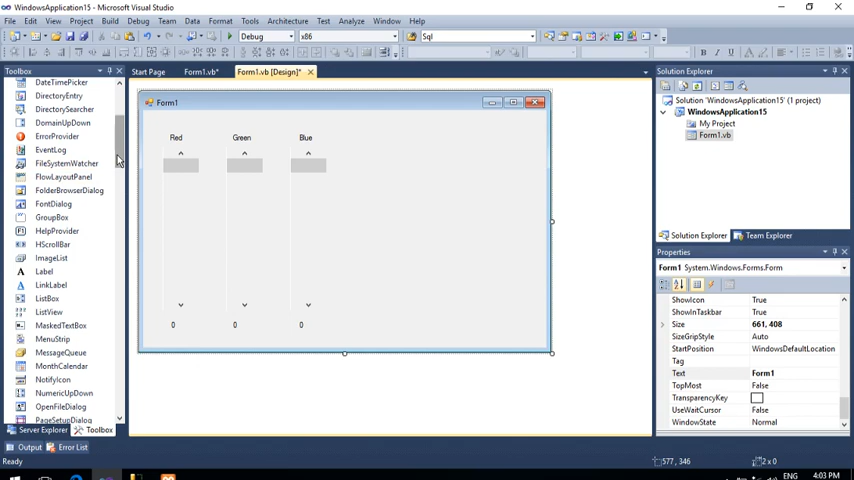 WindowsApplication15 - Microsoft Visual Studio
File Edit View Project Build Debug Team Data Format Tools Architecture Test Analyze Window Help
Debug x86 Sql
B I U
Toolbox
Start Page Form1.vb* Form1.vb [Design]*
Solution Explorer
DateTimePicker
DirectoryEntry
DirectorySearcher
DomainUpDown
ErrorProvider
EventLog
FileSystemWatcher
FlowLayoutPanel
FolderBrowserDialog
FontDialog
GroupBox
HelpProvider
HScrollBar
ImageList
Label
LinkLabel
ListBox
ListView
MaskedTextBox
MenuStrip
MessageQueue
MonthCalendar
NotifyIcon
NumericUpDown
OpenFileDialog
PageSetupDialog
Server Explorer Toolbox
Output Error List
Form1
Red Green Blue
0 0 0
Solution 'WindowsApplication15' (1 project)
WindowsApplication15
My Project
Form1.vb
Solution Explorer Team Explorer
Properties
Form1 System.Windows.Forms.Form
ShowIcon True
ShowInTaskbar True
Size 661, 408
SizeGripStyle Auto
StartPosition WindowsDefaultLocation
Tag
Text Form1
TopMost False
TransparencyKey
UseWaitCursor False
WindowState Normal
Ready 577, 346 2 x 0
ENG 4:03 PM